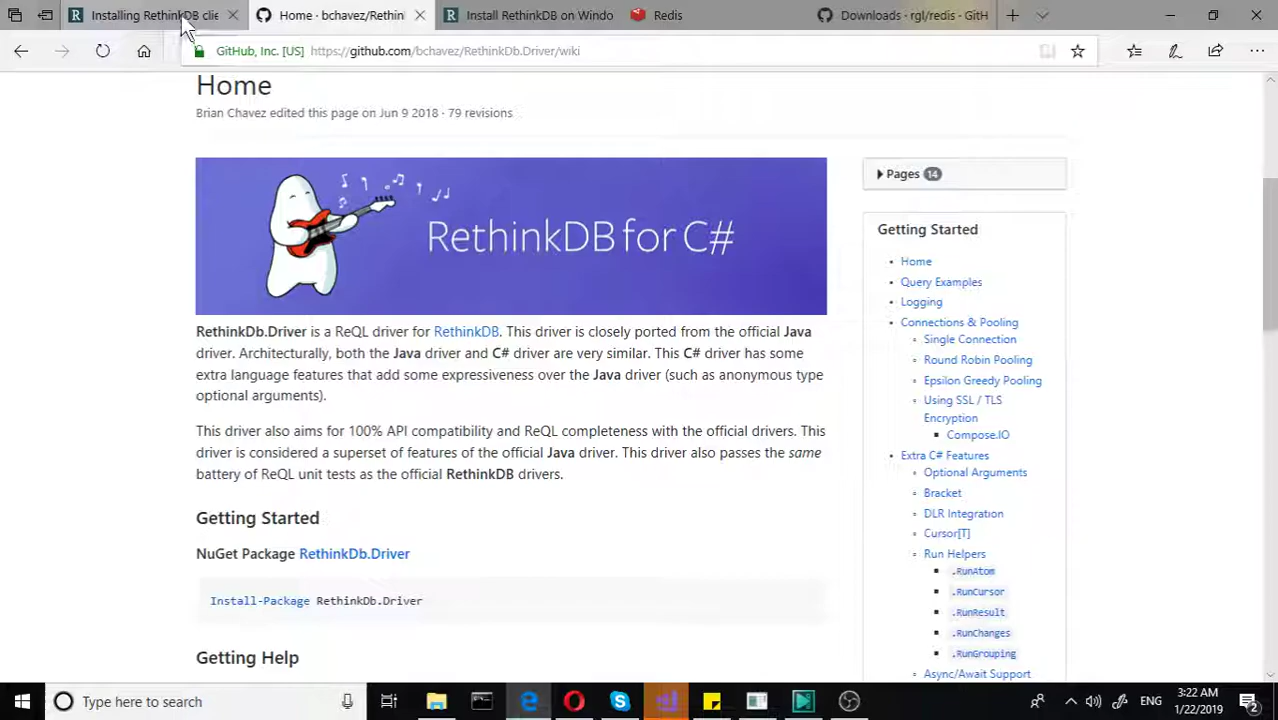 Installing RethinkDB clie
Home · bchavez/Rethinl
Install RethinkDB on Windo
Redis
Downloads · rgl/redis · GitH
GitHub, Inc. [US] https://github.com/bchavez/RethinkDb.Driver/wiki
Home
Brian Chavez edited this page on Jun 9 2018 · 79 revisions
RethinkDB for C#
RethinkDb.Driver is a ReQL driver for RethinkDB. This driver is closely ported from the official Java
driver. Architecturally, both the Java driver and C# driver are very similar. This C# driver has some
extra language features that add some expressiveness over the Java driver (such as anonymous type
optional arguments).
This driver also aims for 100% API compatibility and ReQL completeness with the official drivers. This
driver is considered a superset of features of the official Java driver. This driver also passes the same
battery of ReQL unit tests as the official RethinkDB drivers.
Getting Started
NuGet Package RethinkDb.Driver
Install-Package RethinkDb.Driver
Getting Help
Pages 14
Getting Started
Home
Query Examples
Logging
Connections & Pooling
Single Connection
Round Robin Pooling
Epsilon Greedy Pooling
Using SSL / TLS
Encryption
Compose.IO
Extra C# Features
Optional Arguments
Bracket
DLR Integration
Cursor[T]
Run Helpers
.RunAtom
.RunCursor
.RunResult
.RunChanges
.RunGrouping
Async/Await Support
Type here to search
ENG
3:22 AM
1/22/2019
2